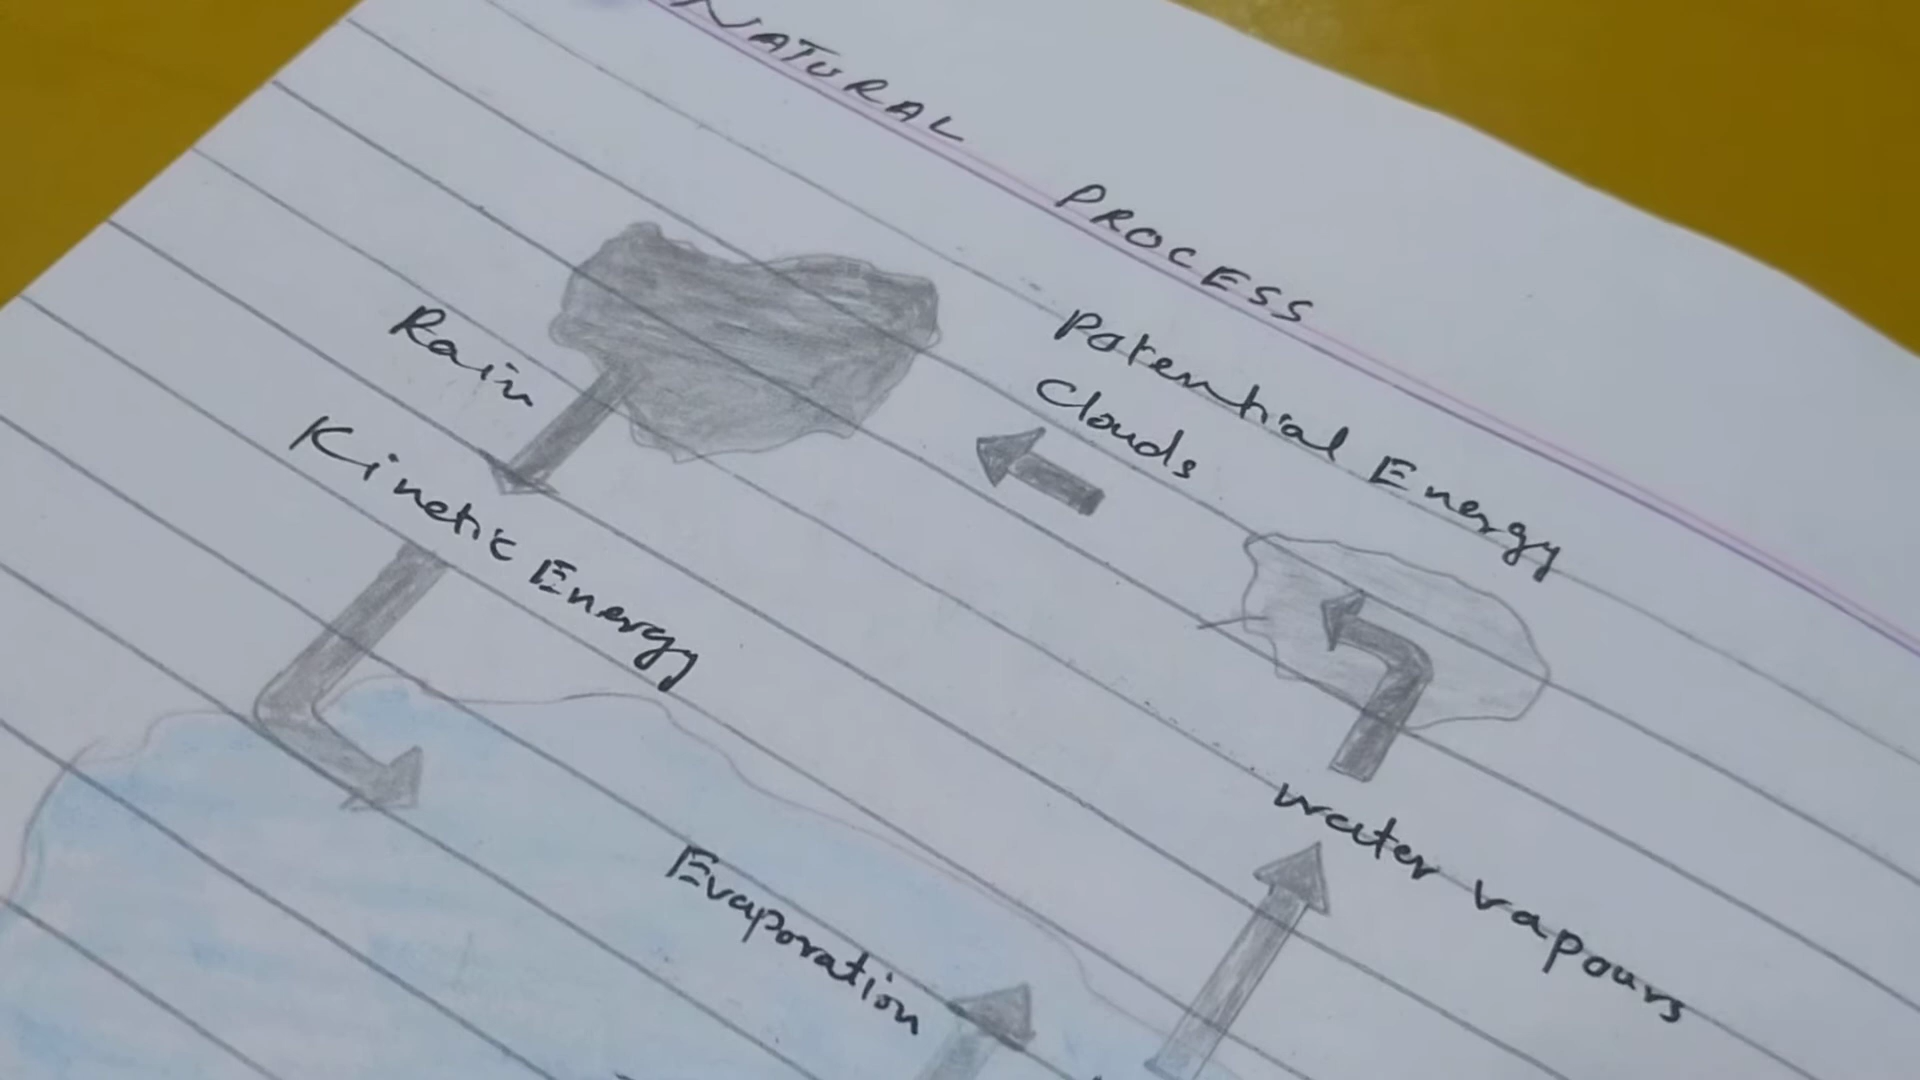 NATURAL PROCESS
Potential Energy
Clouds
Rain
Kinetic Energy
water vapours
Evaporation